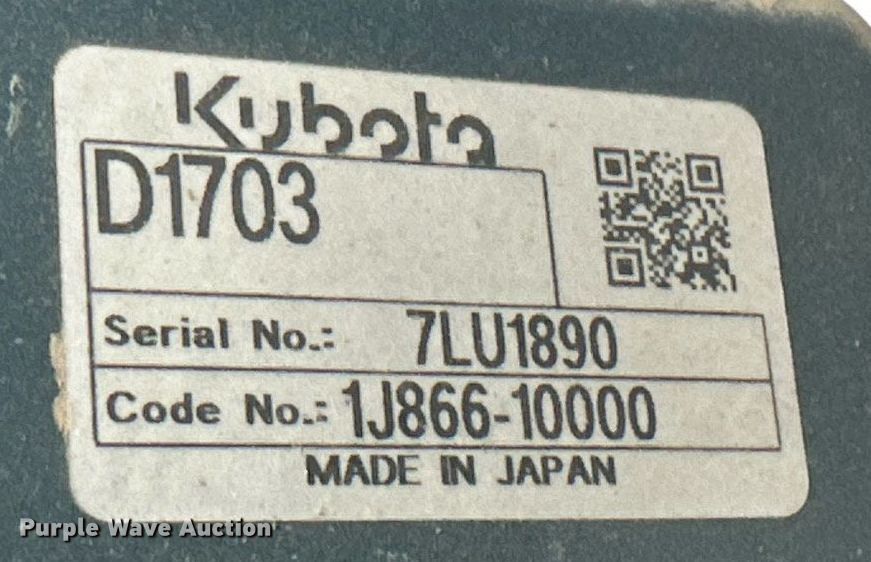 Kubota
D1703
Serial No.: 7LU1890
Code No.: 1J866-10000
MADE IN JAPAN
Purple Wave Auction